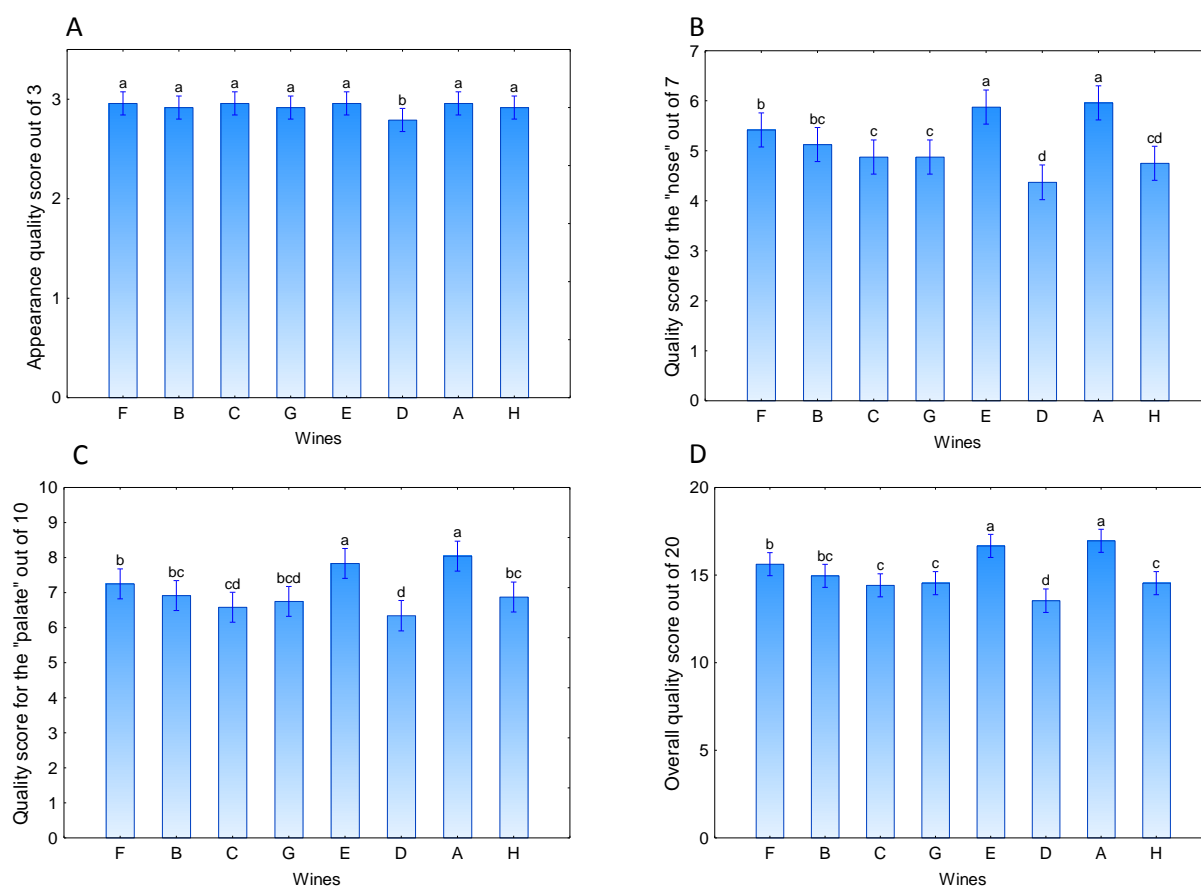 A
Appearance quality score out of 3
3
2
1
0
a a a a a b a a
F B C G E D A H
Wines
B
Quality score for the "nose" out of 7
7
6
5
4
3
2
1
0
b bc c c a d a cd
F B C G E D A H
Wines
C
Quality score for the "palate" out of 10
10
9
8
7
6
5
4
3
2
1
0
b bc cd bcd a d a bc
F B C G E D A H
Wines
D
Overall quality score out of 20
20
15
10
5
0
b bc c c a d a c
F B C G E D A H
Wines